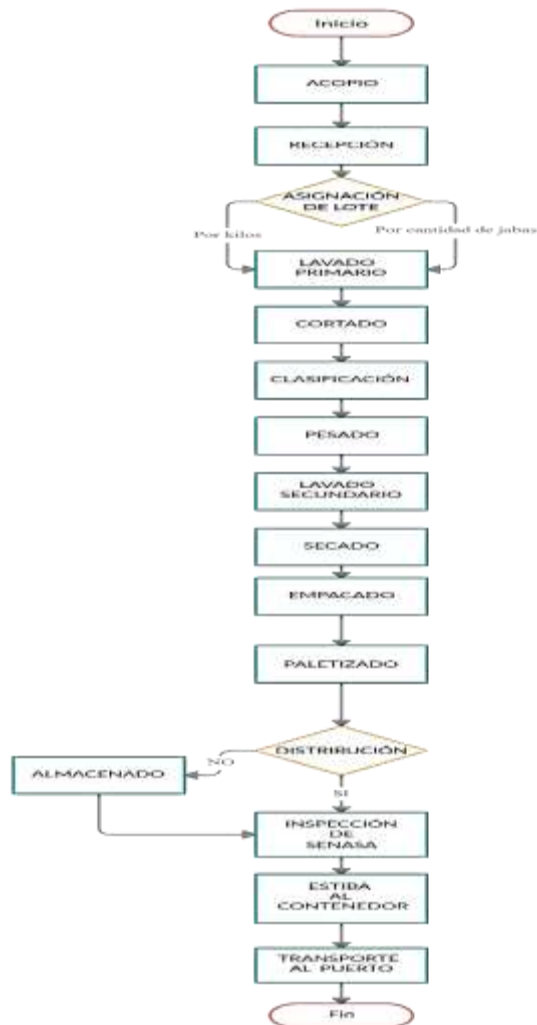 Inicio
ACOPIO
RECEPCIÓN
ASIGNACIÓN
DE LOTE
Por kilos
Por cantidad de jabas
LAVADO
PRIMARIO
CORTADO
CLASIFICACIÓN
PESADO
LAVADO
SECUNDARIO
SECADO
EMPACADO
PALETIZADO
DISTRIBUCIÓN
NO
ALMACENADO
SI
INSPECCIÓN
DE
SENASA
ESTIBA
AL
CONTENEDOR
TRANSPORTE
AL PUERTO
Fin